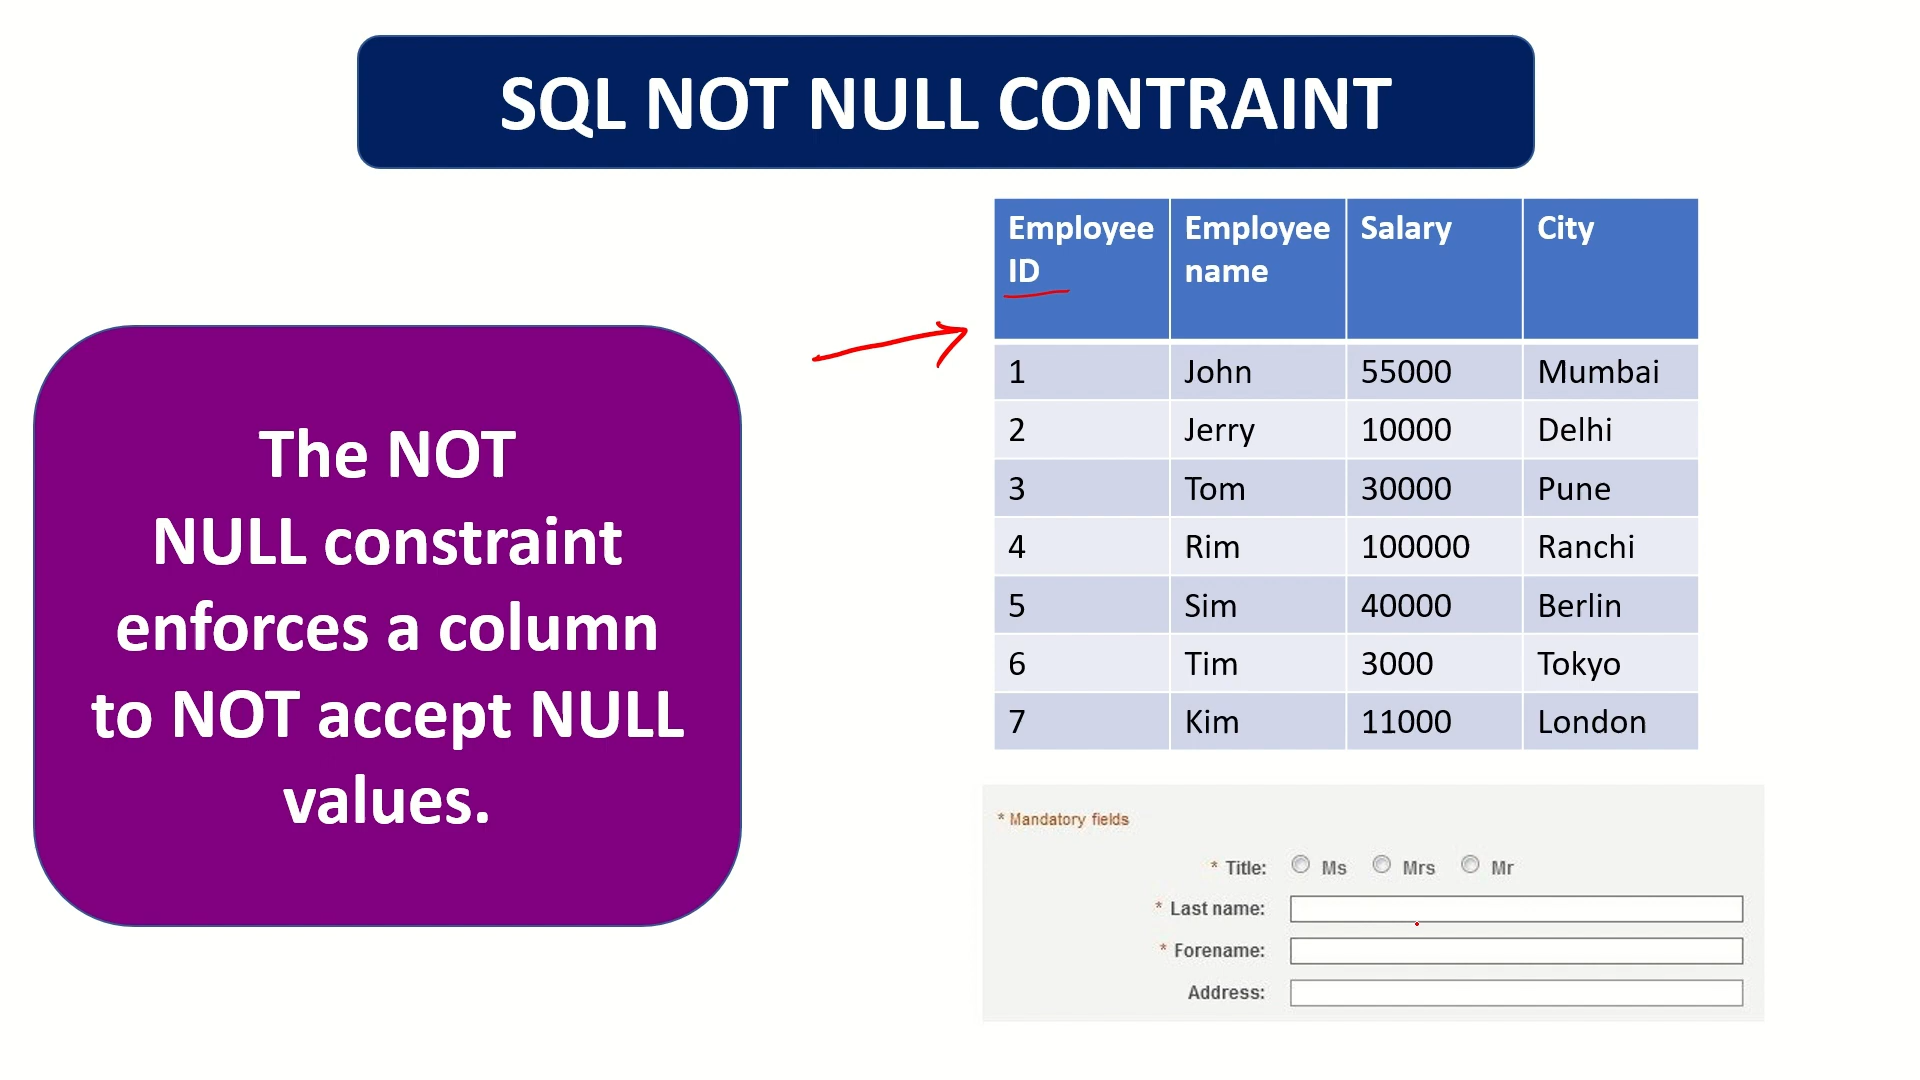 SQL NOT NULL CONTRAINT
The NOT
NULL constraint
enforces a column
to NOT accept NULL
values.
Employee ID Employee name Salary City
1 John 55000 Mumbai
2 Jerry 10000 Delhi
3 Tom 30000 Pune
4 Rim 100000 Ranchi
5 Sim 40000 Berlin
6 Tim 3000 Tokyo
7 Kim 11000 London
* Mandatory fields
* Title: Ms Mrs Mr
* Last name:
* Forename:
Address: